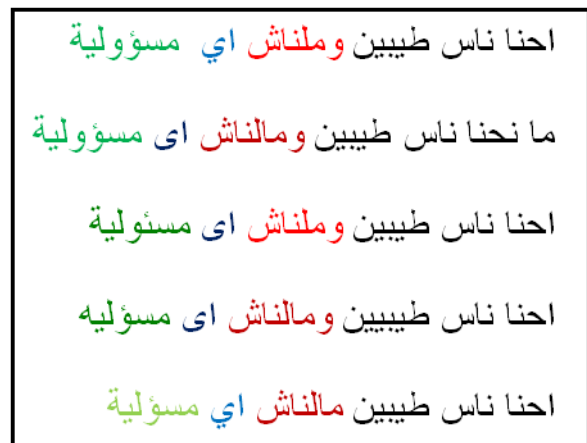 احنا ناس طيبين وملناش اي مسؤولية
ما نحنا ناس طيبين ومالناش اى مسؤولية
احنا ناس طيبين وملناش اى مسئولية
احنا ناس طيبيين ومالناش اى مسؤليه
احنا ناس طيبين مالناش اي مسؤلية